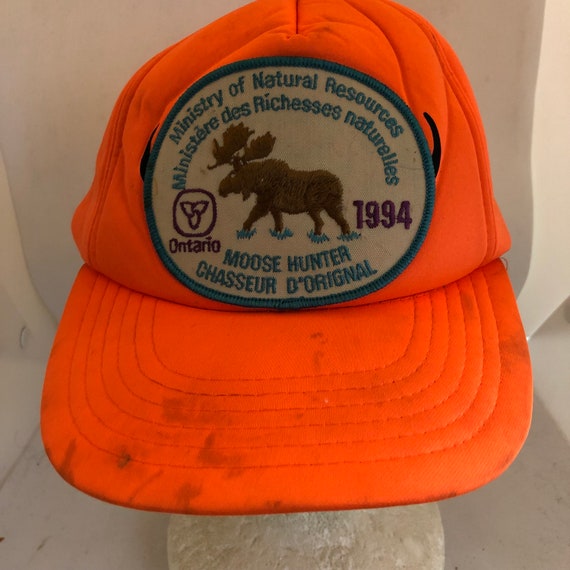 Ministry of Natural Resources
Ministère des Richesses naturelles
Ontario
1994
MOOSE HUNTER
CHASSEUR D'ORIGNAL